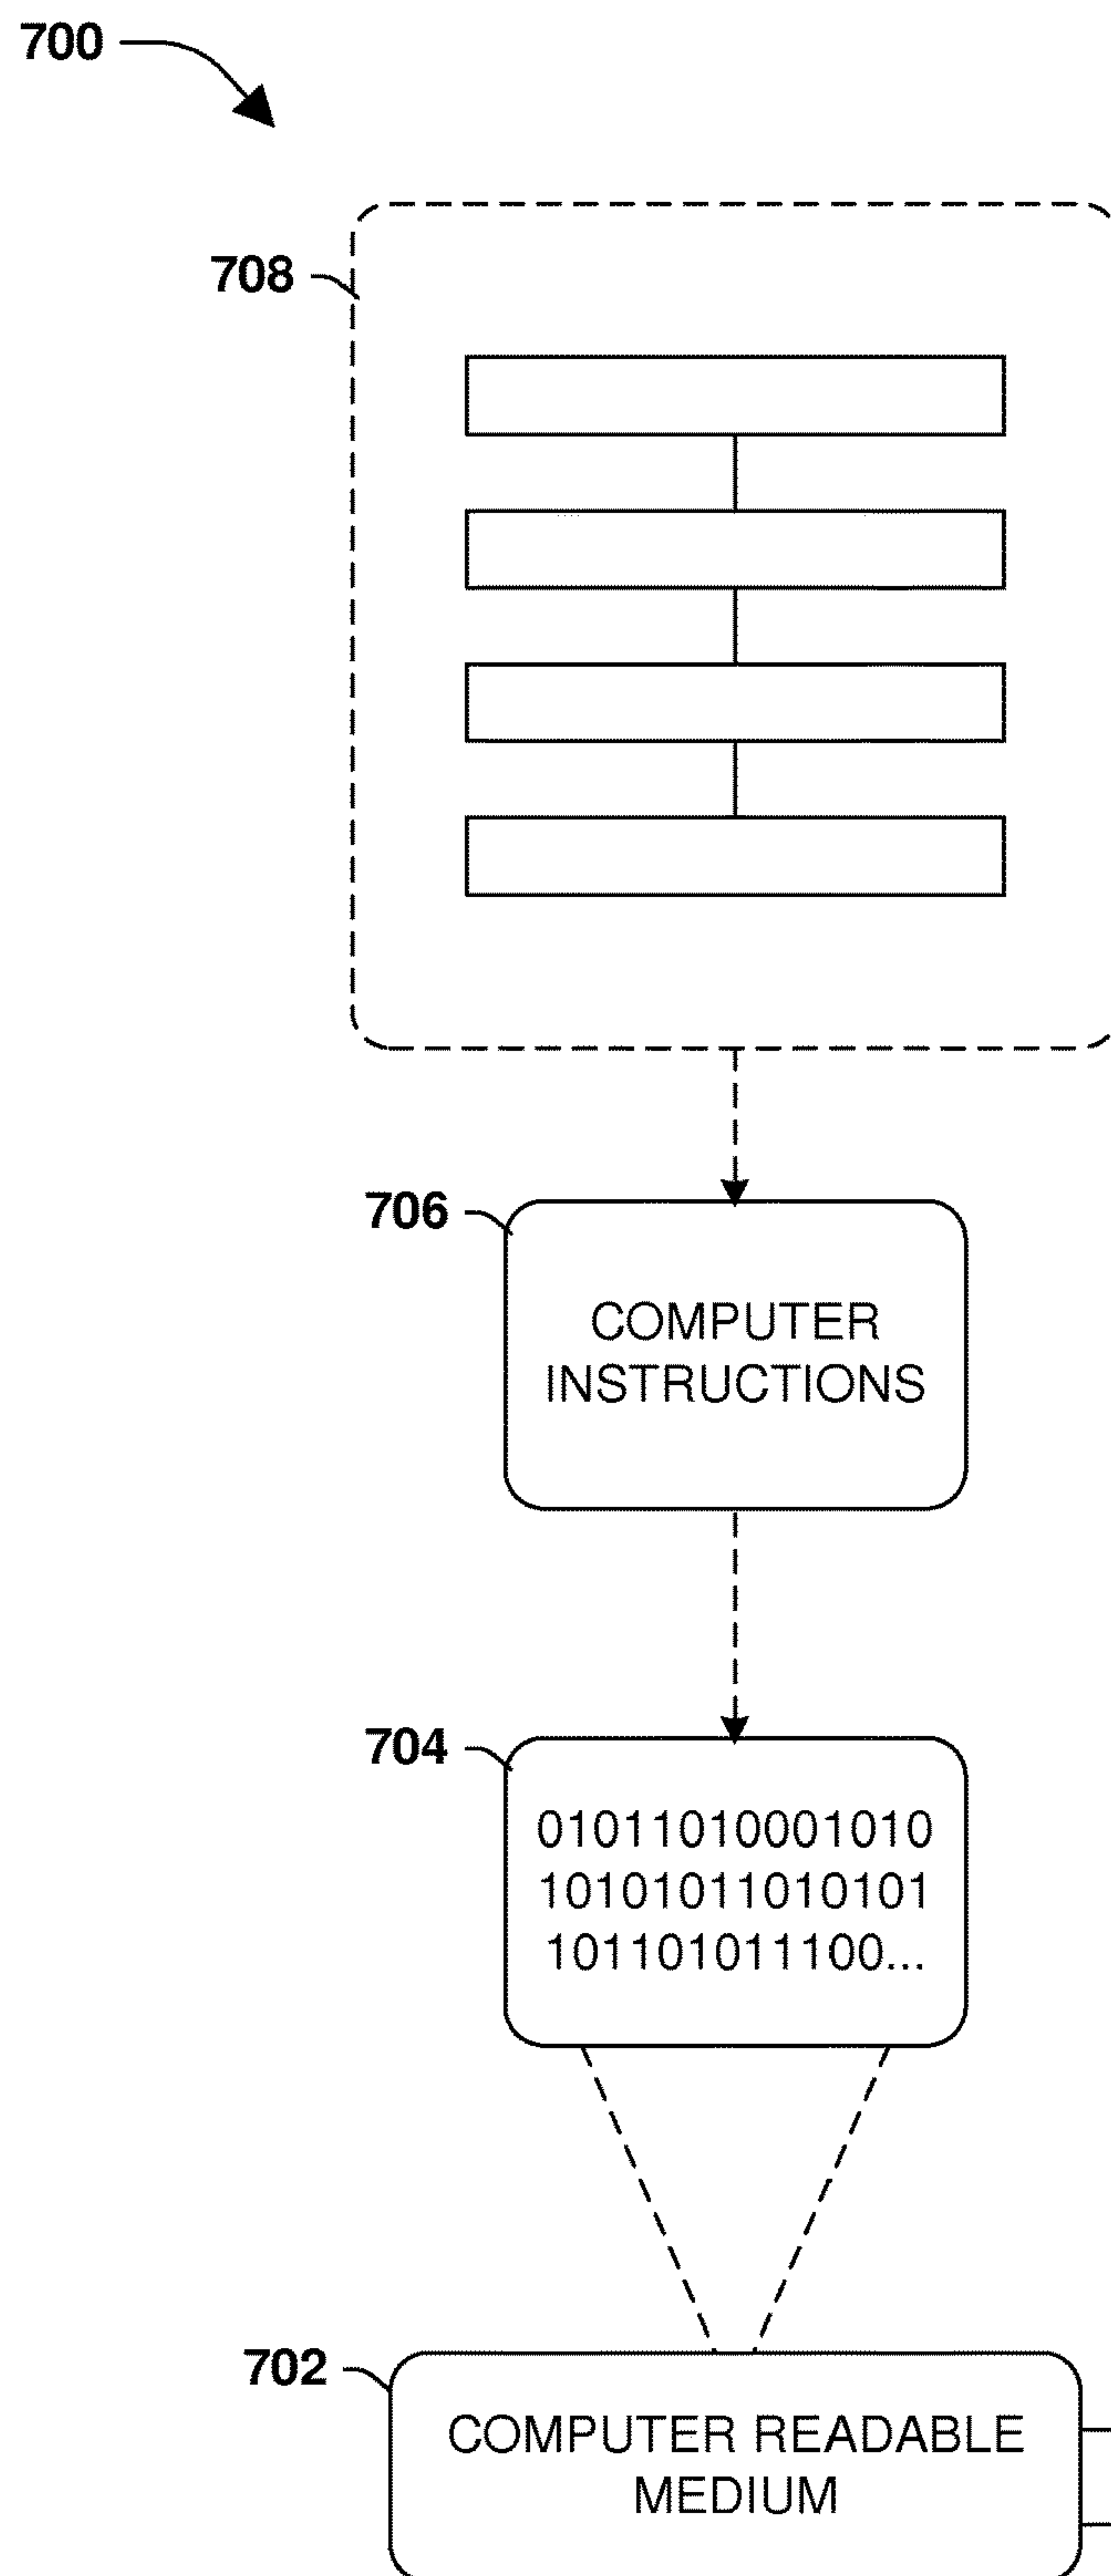 700
708
706
COMPUTER
INSTRUCTIONS
704
01011010001010
10101011010101
101101011100...
702
COMPUTER READABLE
MEDIUM